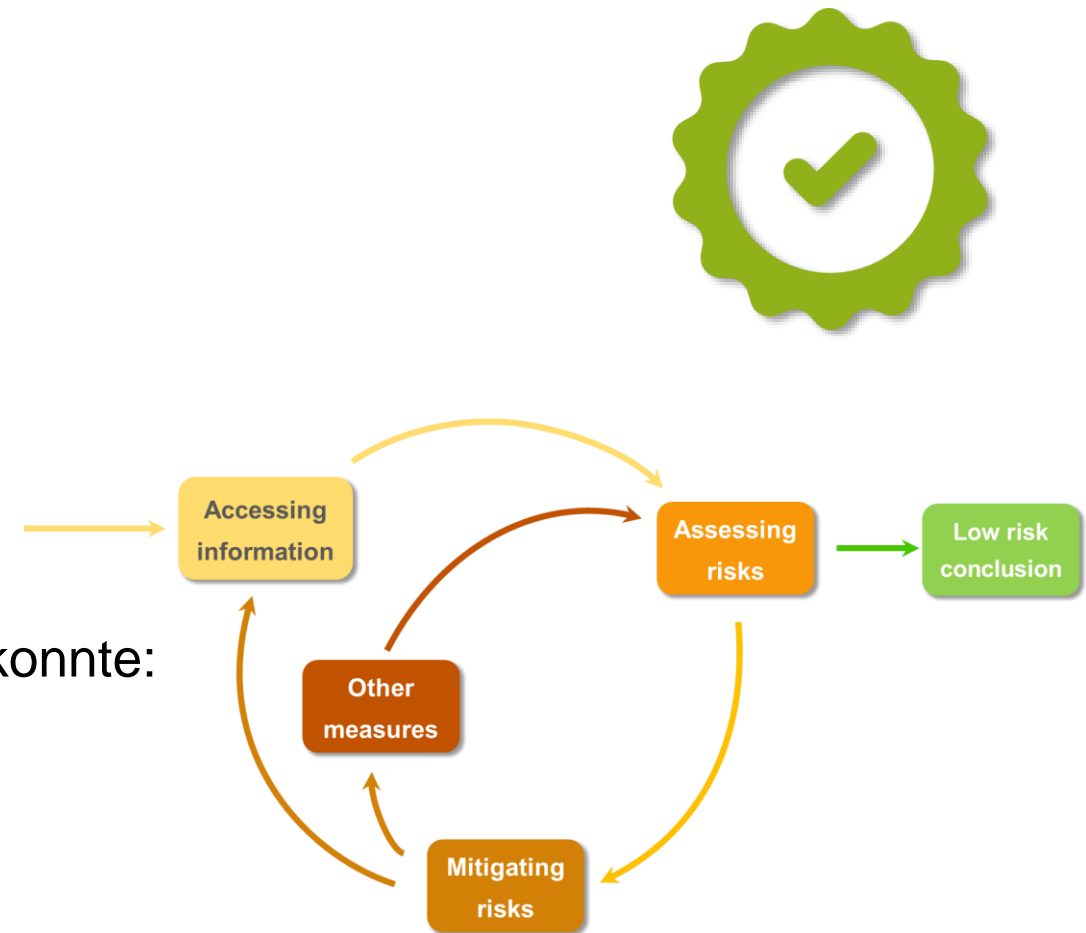 Accessing
information
Assessing
risks
Low risk
conclusion
konnte:
Other
measures
Mitigating
risks